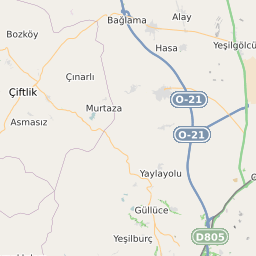 Alay
Bağlama
Bozköy
Hasa
Yeşilgölcü
Çınarlı
Çiftlik
O-21
Murtaza
Asmasız
O-21
Yaylayolu
Güllüce
Yeşilburç
D805